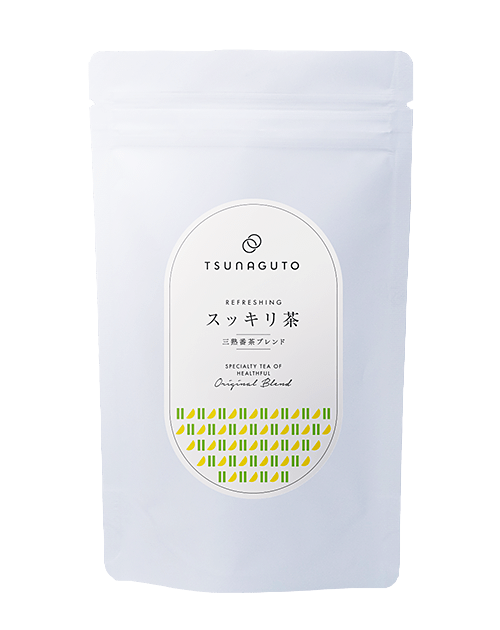 TSUNAGUTO
REFRESHING
スッキリ茶
三熟番茶ブレンド
SPECIALTY TEA OF
HEALTHFUL
Original Blend